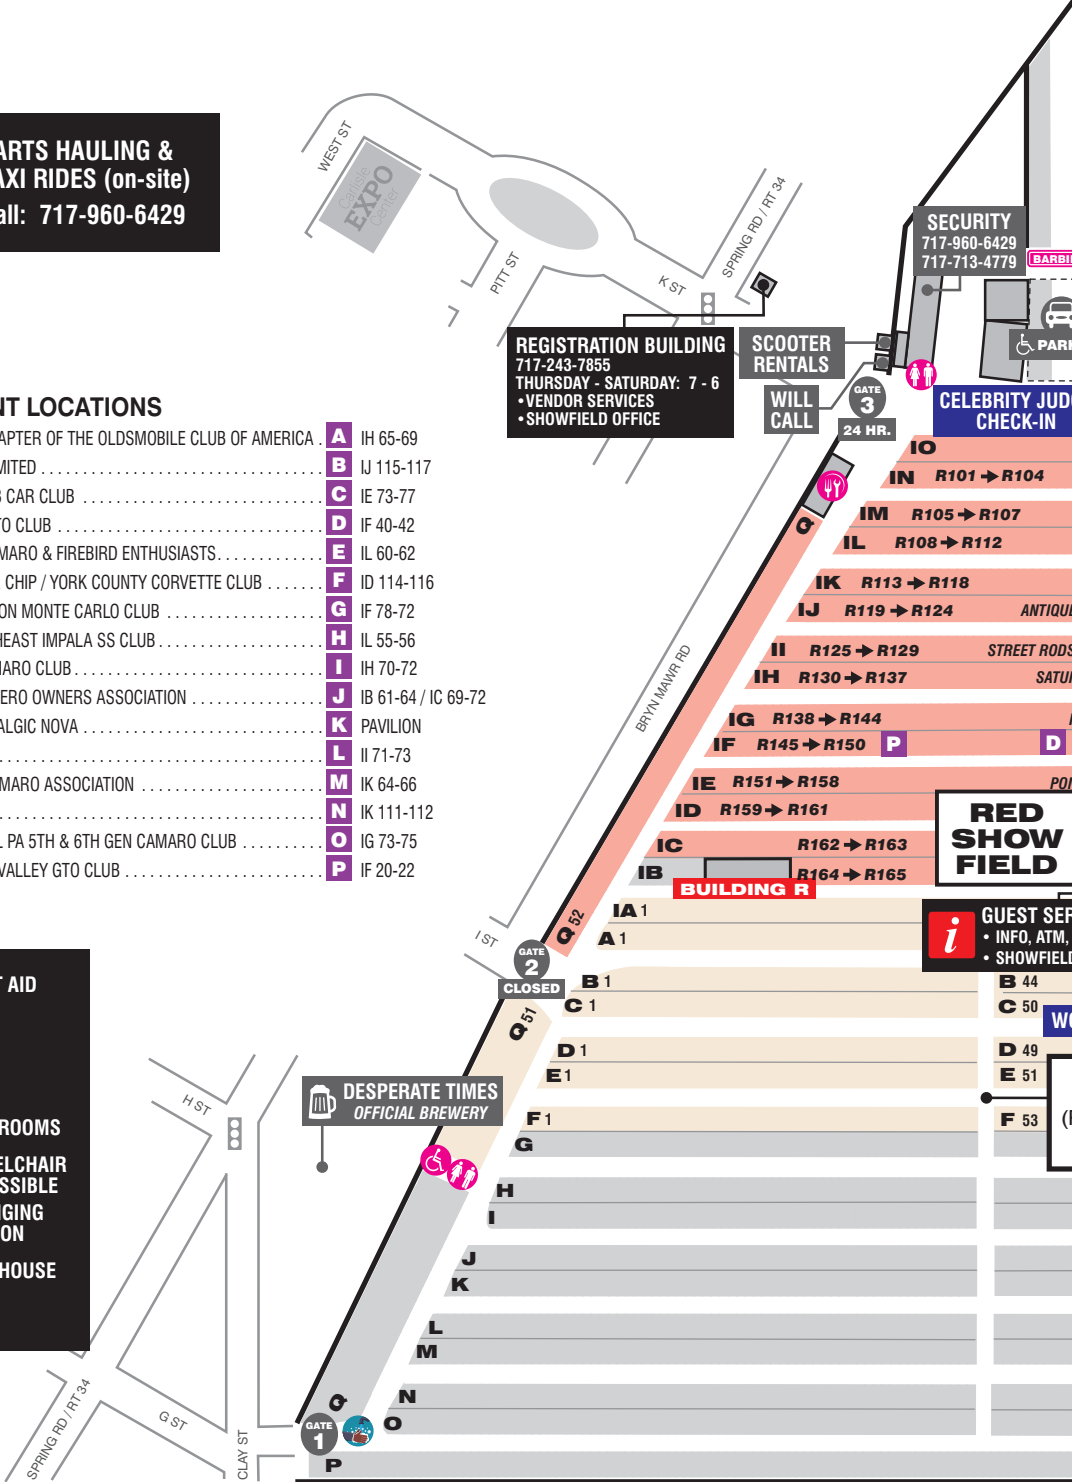 ARTS HAULING &
AXI RIDES (on-site)
all: 717-960-6429
WEST ST
Carlisle
EXPO
Center
PITT ST
K ST
SPRING RD / RT 34
SECURITY
717-960-6429
717-713-4779
BARBI
PAR
REGISTRATION BUILDING
717-243-7855
THURSDAY - SATURDAY: 7 - 6
•VENDOR SERVICES
•SHOWFIELD OFFICE
SCOOTER
RENTALS
WILL
CALL
GATE
3
24 HR.
CELEBRITY JUD
CHECK-IN
NT LOCATIONS
APTER OF THE OLDSMOBILE CLUB OF AMERICA . A IH 65-69
MITED . . . . . . . . . . . . . . . . . . . . . . . . . . . . . . . B IJ 115-117
B CAR CLUB . . . . . . . . . . . . . . . . . . . . . . . . . . C IE 73-77
TO CLUB . . . . . . . . . . . . . . . . . . . . . . . . . . . . . D IF 40-42
MARO & FIREBIRD ENTHUSIASTS. . . . . . . . . . . . E IL 60-62
CHIP / YORK COUNTY CORVETTE CLUB . . . . . . . F ID 114-116
ON MONTE CARLO CLUB . . . . . . . . . . . . . . . . . G IF 78-72
HEAST IMPALA SS CLUB. . . . . . . . . . . . . . . . . . H IL 55-56
MARO CLUB. . . . . . . . . . . . . . . . . . . . . . . . . . . I IH 70-72
ERO OWNERS ASSOCIATION . . . . . . . . . . . . . . J IB 61-64 / IC 69-72
ALGIC NOVA . . . . . . . . . . . . . . . . . . . . . . . . . . K PAVILION
. . . . . . . . . . . . . . . . . . . . . . . . . . . . . . . . . . . L II 71-73
MARO ASSOCIATION . . . . . . . . . . . . . . . . . . . . M IK 64-66
. . . . . . . . . . . . . . . . . . . . . . . . . . . . . . . . . . . N IK 111-112
L PA 5TH & 6TH GEN CAMARO CLUB . . . . . . . . . O IG 73-75
VALLEY GTO CLUB . . . . . . . . . . . . . . . . . . . . . . P IF 20-22
IO
IN R101 ➔ R104
Q
IM R105 ➔ R107
IL R108 ➔ R112
IK R113 ➔ R118
IJ R119 ➔ R124 ANTIQUE
II R125 ➔ R129 STREET RODS
IH R130 ➔ R137 SATU
BRYN MAWR RD
IG R138 ➔ R144
IF R145 ➔ R150 P D
IE R151 ➔ R158 PON
ID R159 ➔ R161
RED
SHOW
FIELD
IC R162 ➔ R163
IB R164 ➔ R165
BUILDING R
IA 1
Q 52
A 1
GUEST SER
• INFO, ATM,
• SHOWFIELD
I ST
GATE
2
CLOSED
B 1 B 44
C 1 C 50
Q 51
WO
D 1 D 49
E 1 E 51
F 1 F 53
(
DESPERATE TIMES
OFFICIAL BREWERY
T AID
ROOMS
ELCHAIR
SSIBLE
GING
ON
HOUSE
H ST
G
H
I
J
K
L
M
N
O
P
Q
GATE
1
SPRING RD / RT 34
G ST
CLAY ST